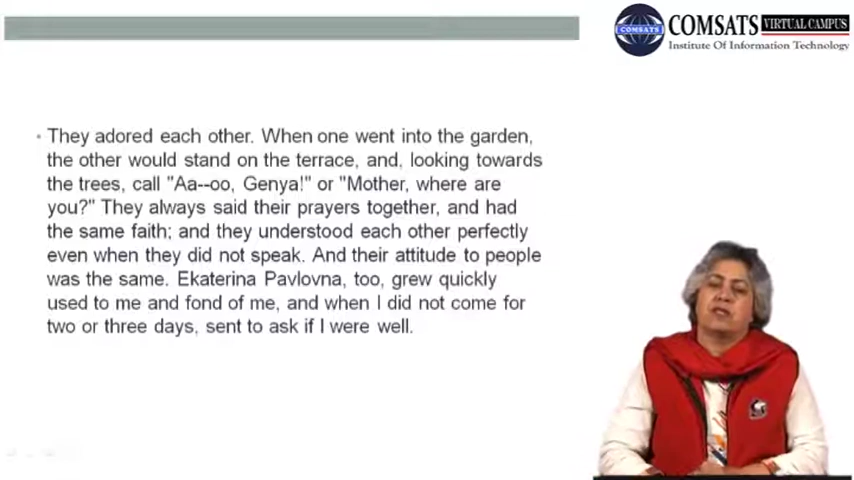 COMSATS VIRTUAL CAMPUS
COMSATS Institute Of Information Technology
They adored each other. When one went into the garden,
the other would stand on the terrace, and, looking towards
the trees, call "Aa--oo, Genya!" or "Mother, where are
you?" They always said their prayers together, and had
the same faith; and they understood each other perfectly
even when they did not speak. And their attitude to people
was the same. Ekaterina Pavlovna, too, grew quickly
used to me and fond of me, and when I did not come for
two or three days, sent to ask if I were well.